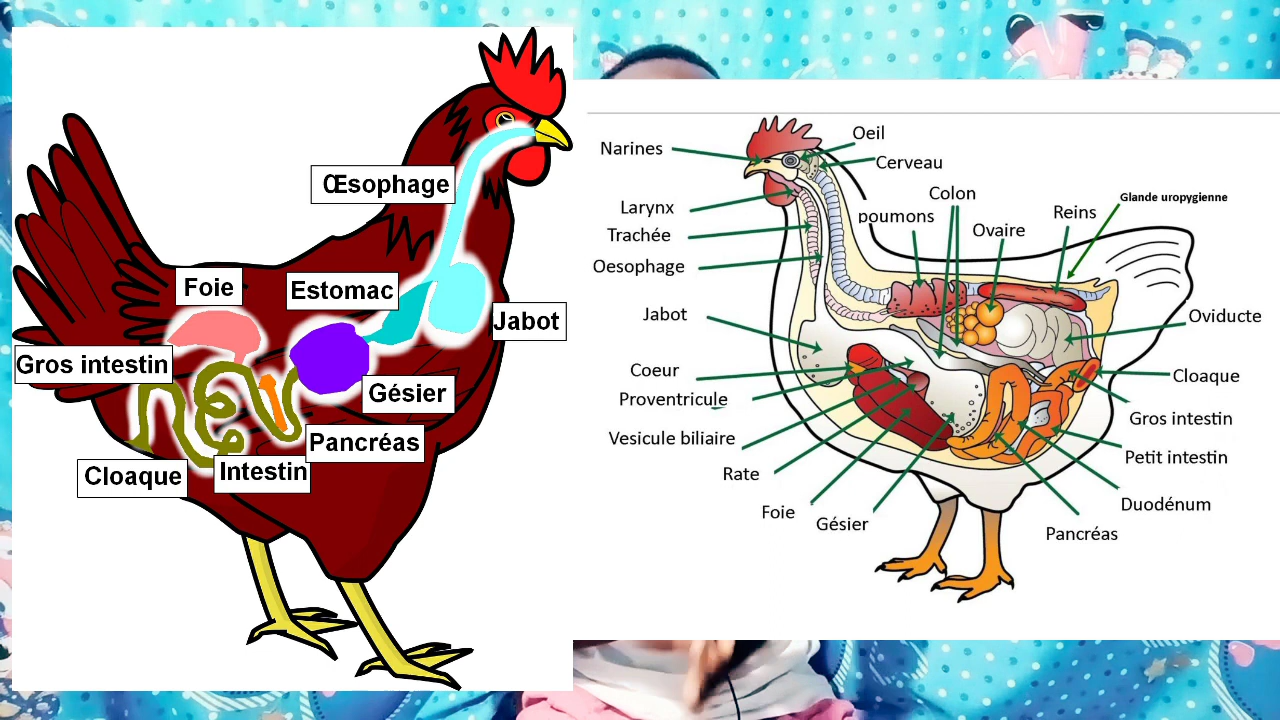 Œsophage
Foie
Estomac
Jabot
Gros intestin
Gésier
Pancréas
Cloaque
Intestin
Oeil
Narines
Cerveau
Colon
Glande uropygienne
Larynx
poumons
Reins
Ovaire
Trachée
Oesophage
Jabot
Oviducte
Coeur
Cloaque
Proventricule
Gros intestin
Vesicule biliaire
Petit intestin
Rate
Duodénum
Foie
Gésier
Pancréas